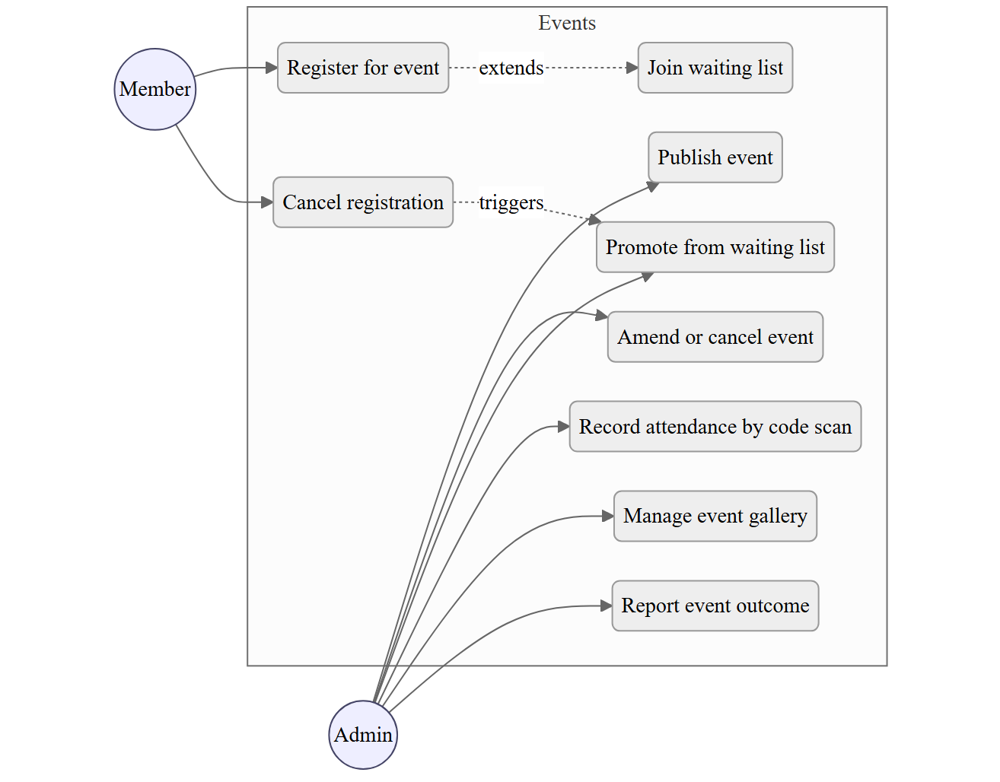 Events
Member
Register for event
extends
Join waiting list
Publish event
Cancel registration
triggers
Promote from waiting list
Amend or cancel event
Record attendance by code scan
Manage event gallery
Report event outcome
Admin